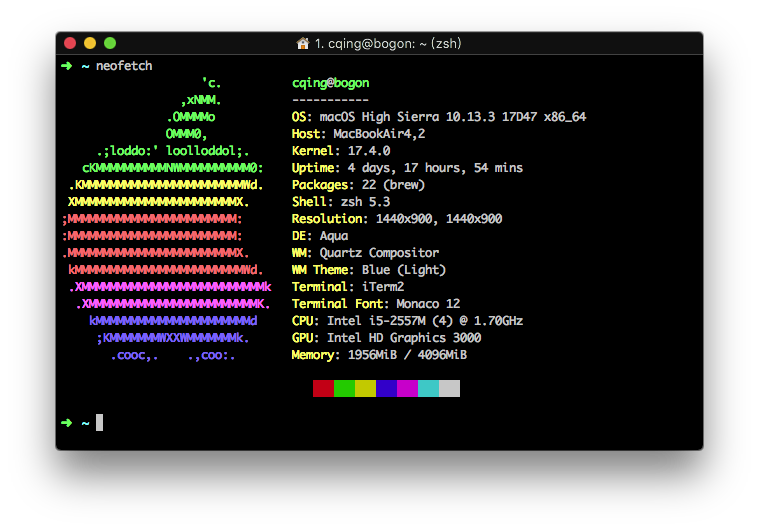 1. cqing@bogon: ~ (zsh)
➜ ~ neofetch
'c. cqing@bogon
,xNMM. -----------
.OMMMMo OS: macOS High Sierra 10.13.3 17D47 x86_64
OMMM0, Host: MacBookAir4,2
.;loddo:' loolloddol;. Kernel: 17.4.0
cKMMMMMMMMMMNWMMMMMMMMMM0: Uptime: 4 days, 17 hours, 54 mins
.KMMMMMMMMMMMMMMMMMMMMMMMWd. Packages: 22 (brew)
XMMMMMMMMMMMMMMMMMMMMMMMX. Shell: zsh 5.3
;MMMMMMMMMMMMMMMMMMMMMMMM: Resolution: 1440x900, 1440x900
:MMMMMMMMMMMMMMMMMMMMMMMM: DE: Aqua
.MMMMMMMMMMMMMMMMMMMMMMMMX. WM: Quartz Compositor
kMMMMMMMMMMMMMMMMMMMMMMMMWd. WM Theme: Blue (Light)
.XMMMMMMMMMMMMMMMMMMMMMMMMMMk Terminal: iTerm2
.XMMMMMMMMMMMMMMMMMMMMMMMMK. Terminal Font: Monaco 12
kMMMMMMMMMMMMMMMMMMMMMMd CPU: Intel i5-2557M (4) @ 1.70GHz
;KMMMMMMMWXXWMMMMMMMk. GPU: Intel HD Graphics 3000
.cooc,. .,coo:. Memory: 1956MiB / 4096MiB
➜ ~